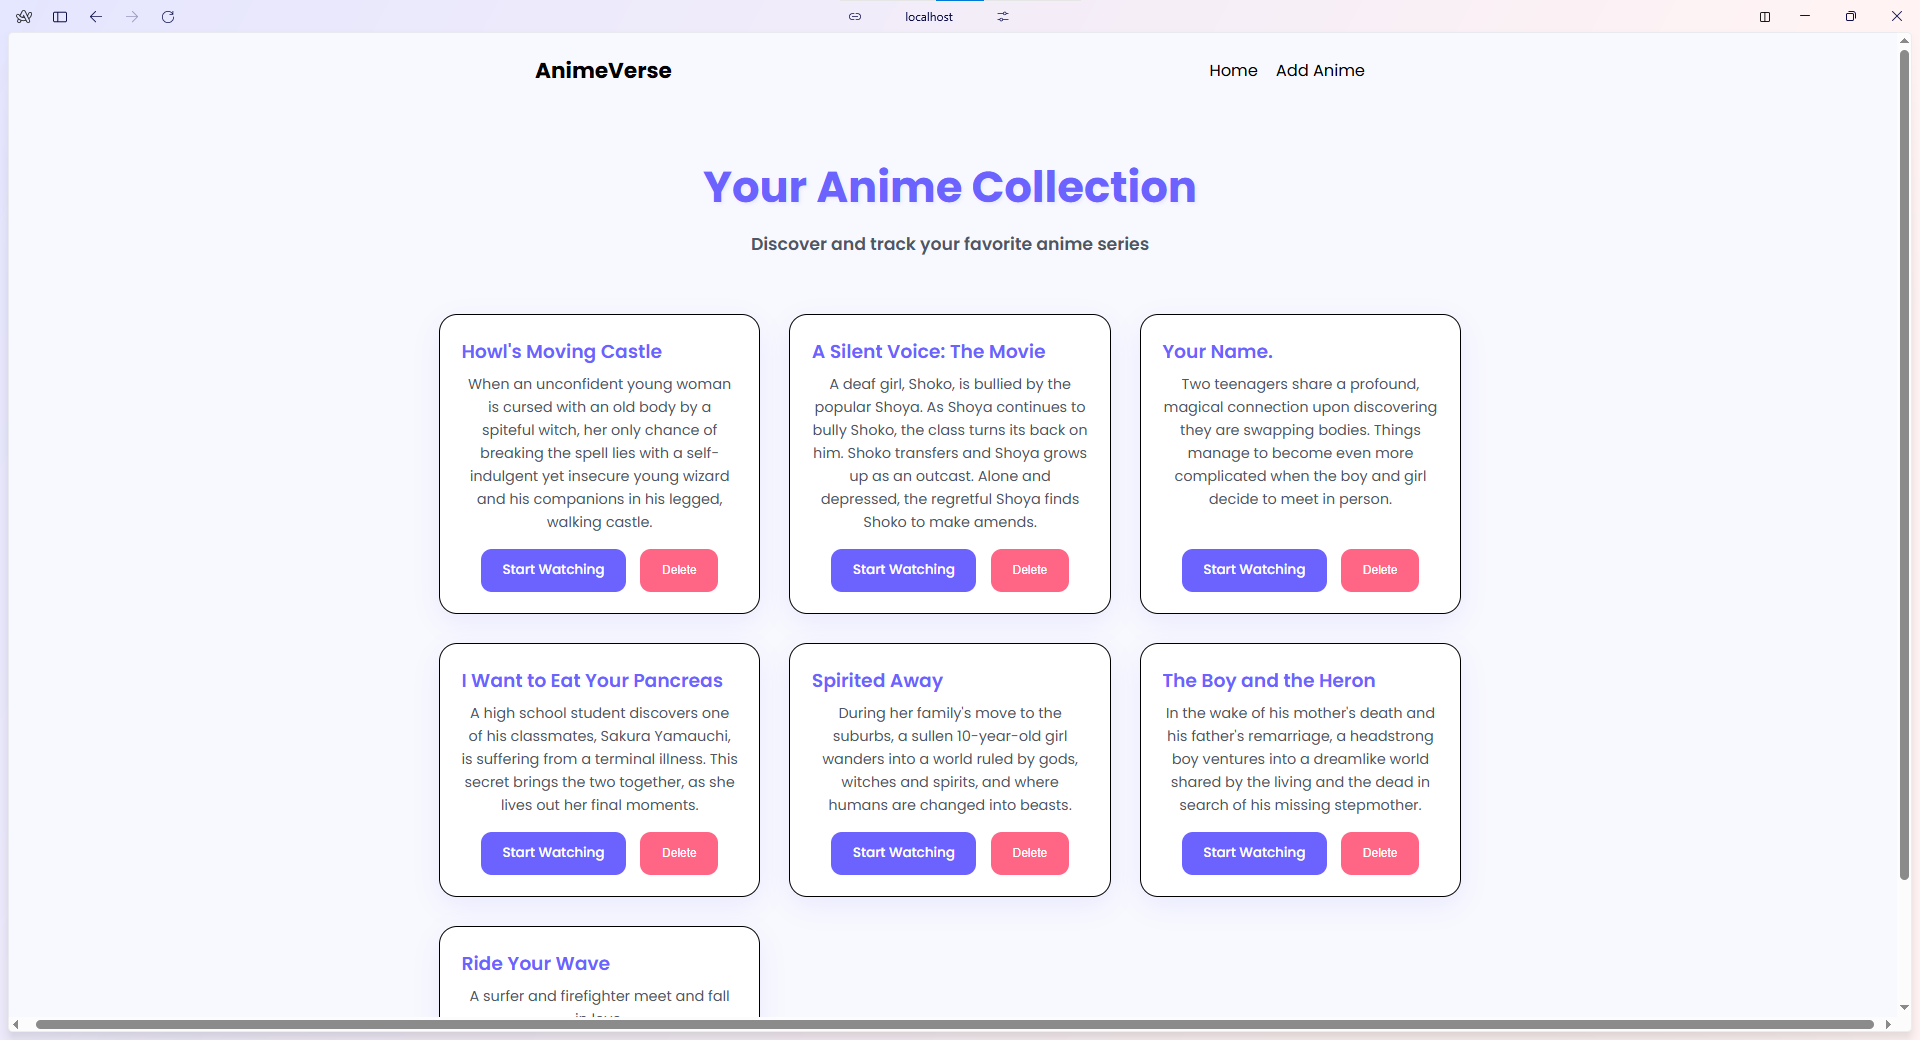 localhost
AnimeVerse
Home
Add Anime
Your Anime Collection
Discover and track your favorite anime series
Howl's Moving Castle
When an unconfident young woman
is cursed with an old body by a
spiteful witch, her only chance of
breaking the spell lies with a self-
indulgent yet insecure young wizard
and his companions in his legged,
walking castle.
Start Watching
Delete
A Silent Voice: The Movie
A deaf girl, Shoko, is bullied by the
popular Shoya. As Shoya continues to
bully Shoko, the class turns its back on
him. Shoko transfers and Shoya grows
up as an outcast. Alone and
depressed, the regretful Shoya finds
Shoko to make amends.
Start Watching
Delete
Your Name.
Two teenagers share a profound,
magical connection upon discovering
they are swapping bodies. Things
manage to become even more
complicated when the boy and girl
decide to meet in person.
Start Watching
Delete
I Want to Eat Your Pancreas
A high school student discovers one
of his classmates, Sakura Yamauchi,
is suffering from a terminal illness. This
secret brings the two together, as she
lives out her final moments.
Start Watching
Delete
Spirited Away
During her family's move to the
suburbs, a sullen 10-year-old girl
wanders into a world ruled by gods,
witches and spirits, and where
humans are changed into beasts.
Start Watching
Delete
The Boy and the Heron
In the wake of his mother's death and
his father's remarriage, a headstrong
boy ventures into a dreamlike world
shared by the living and the dead in
search of his missing stepmother.
Start Watching
Delete
Ride Your Wave
A surfer and firefighter meet and fall
in love